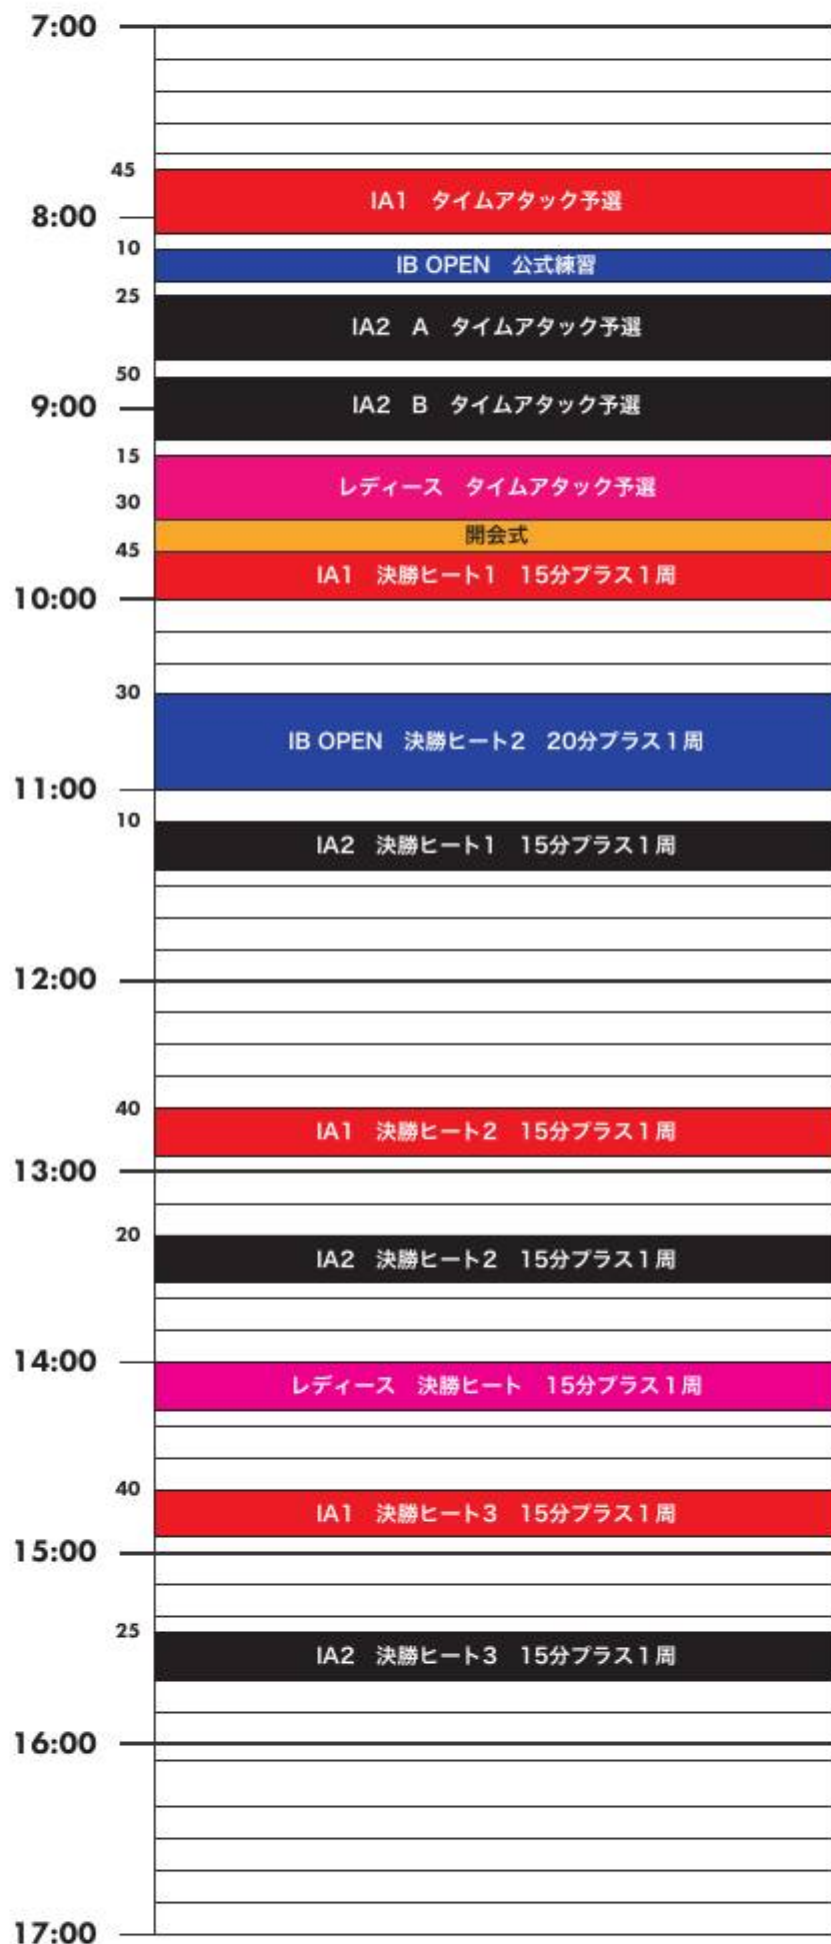 7:00
45
IA1　タイムアタック予選
8:00
10
IB OPEN　公式練習
25
IA2　A　タイムアタック予選
50
9:00
IA2　B　タイムアタック予選
15
レディース　タイムアタック予選
30
開会式
45
IA1　決勝ヒート1　15分プラス1周
10:00
30
IB OPEN　決勝ヒート2　20分プラス1周
11:00
10
IA2　決勝ヒート1　15分プラス1周
12:00
40
IA1　決勝ヒート2　15分プラス1周
13:00
20
IA2　決勝ヒート2　15分プラス1周
14:00
レディース　決勝ヒート　15分プラス1周
40
IA1　決勝ヒート3　15分プラス1周
15:00
25
IA2　決勝ヒート3　15分プラス1周
16:00
17:00